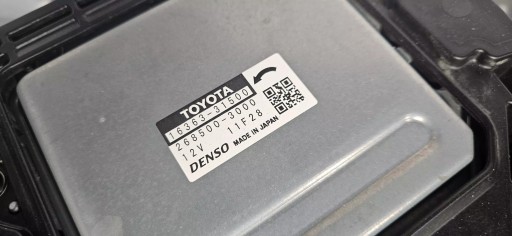 TOYOTA
16363-31500
268500-3000
12V 11F28
DENSO MADE IN JAPAN